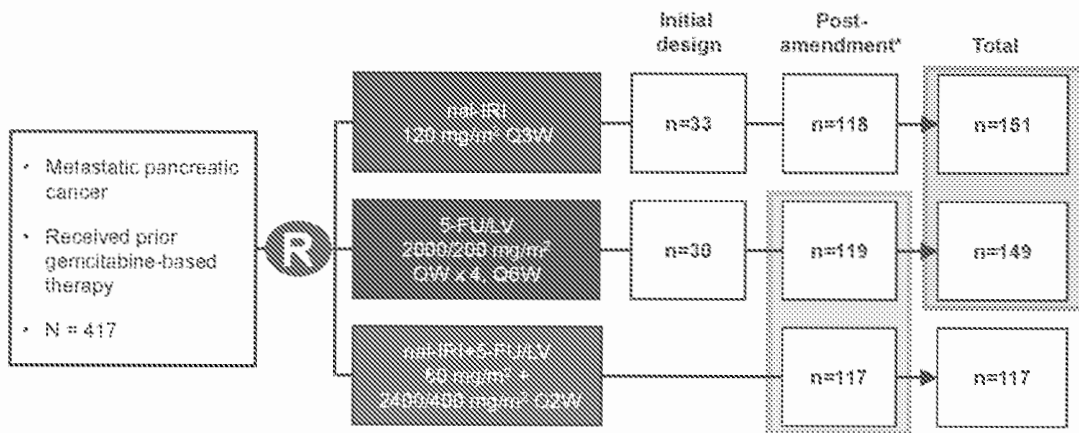 Initial design
Post-amendment*
Total
• Metastatic pancreatic cancer
• Received prior gemcitabine-based therapy
• N = 417
R
nal-IRI
120 mg/m² Q3W
n=33
n=118
n=151
5-FU/LV
2000/200 mg/m²
QW x4, Q6W
n=30
n=119
n=149
nal-IRI+5-FU/LV
80 mg/m² +
2400/400 mg/m² Q2W
n=117
n=117